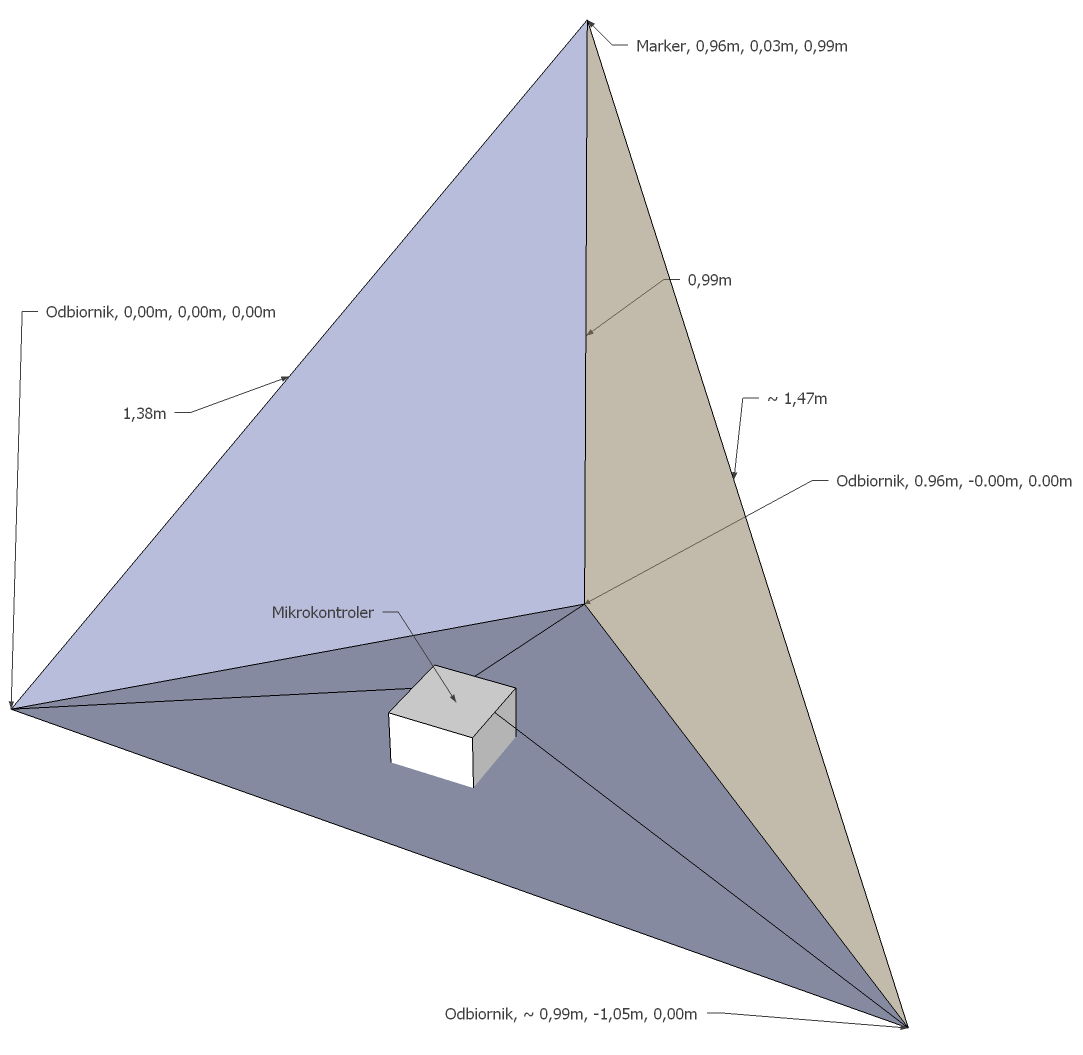 Marker, 0,96m, 0,03m, 0,99m
0,99m
Odbiornik, 0,00m, 0,00m, 0,00m
~ 1,47m
1,38m
Odbiornik, 0.96m, -0.00m, 0.00m
Mikrokontroler
Odbiornik, ~ 0,99m, -1,05m, 0,00m